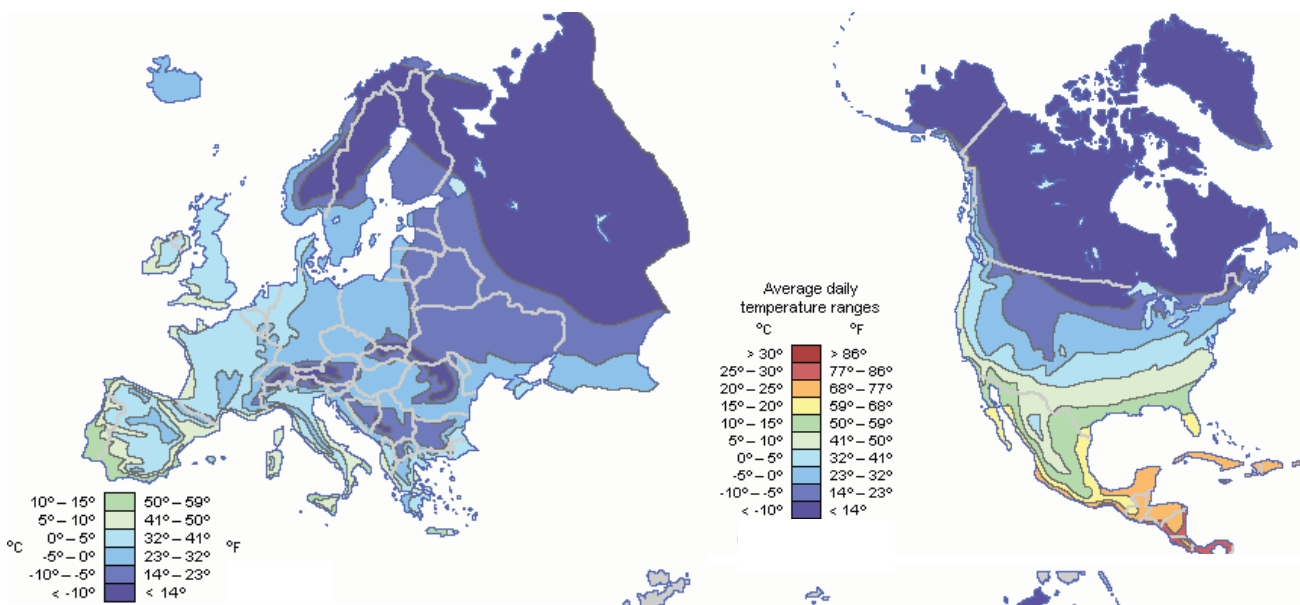 10° – 15° 50° – 59°
5° – 10° 41° – 50°
0° – 5° 32° – 41°
°C -5° – 0° 23° – 32° °F
-10° – -5° 14° – 23°
< -10° < 14°
Average daily
temperature ranges
°C °F
> 30° > 86°
25° – 30° 77° – 86°
20° – 25° 68° – 77°
15° – 20° 59° – 68°
10° – 15° 50° – 59°
5° – 10° 41° – 50°
0° – 5° 32° – 41°
-5° – 0° 23° – 32°
-10° – -5° 14° – 23°
< -10° < 14°